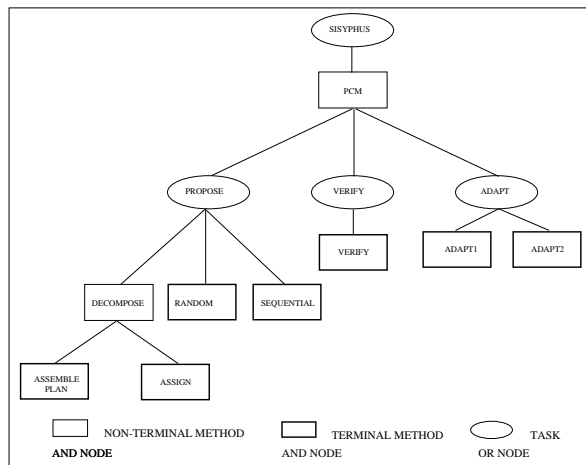 SISYPHUS
PCM
PROPOSE
VERIFY
ADAPT
VERIFY
ADAPT1
ADAPT2
DECOMPOSE
RANDOM
SEQUENTIAL
ASSEMBLE
PLAN
ASSIGN
NON-TERMINAL METHOD
AND NODE
TERMINAL METHOD
AND NODE
TASK
OR NODE